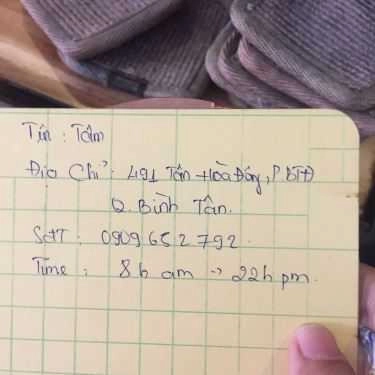 Tên : Tâm
Địa chỉ : 491 Tân Hoà Đông, P BTĐ
Q. Bình Tân.
SđT : 0909 652 792
Time : 8h am -> 22h pm.